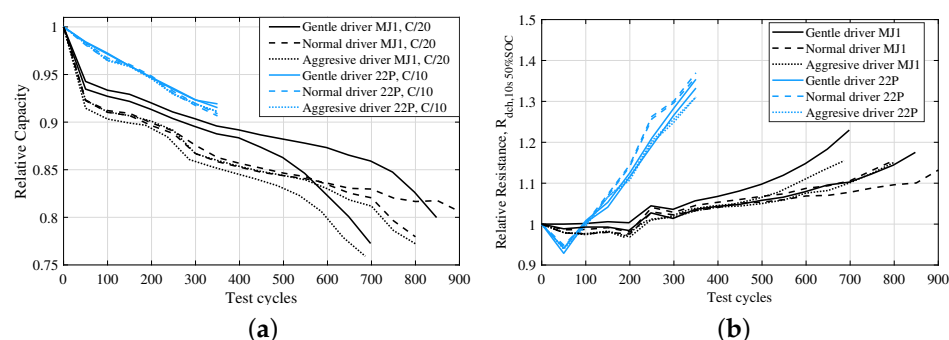 Relative Capacity
1
0.95
0.9
0.85
0.8
0.75
0 100 200 300 400 500 600 700 800 900
Test cycles
Gentle driver MJ1, C/20
Normal driver MJ1, C/20
Aggresive driver MJ1, C/20
Gentle driver 22P, C/10
Normal driver 22P, C/10
Aggresive driver 22P, C/10
(a)
Relative Resistance, R_dch,10s 50%SOC
1.5
1.4
1.3
1.2
1.1
1
0.9
0 100 200 300 400 500 600 700 800 900
Test cycles
Gentle driver MJ1
Normal driver MJ1
Aggresive driver MJ1
Gentle driver 22P
Normal driver 22P
Aggresive driver 22P
(b)